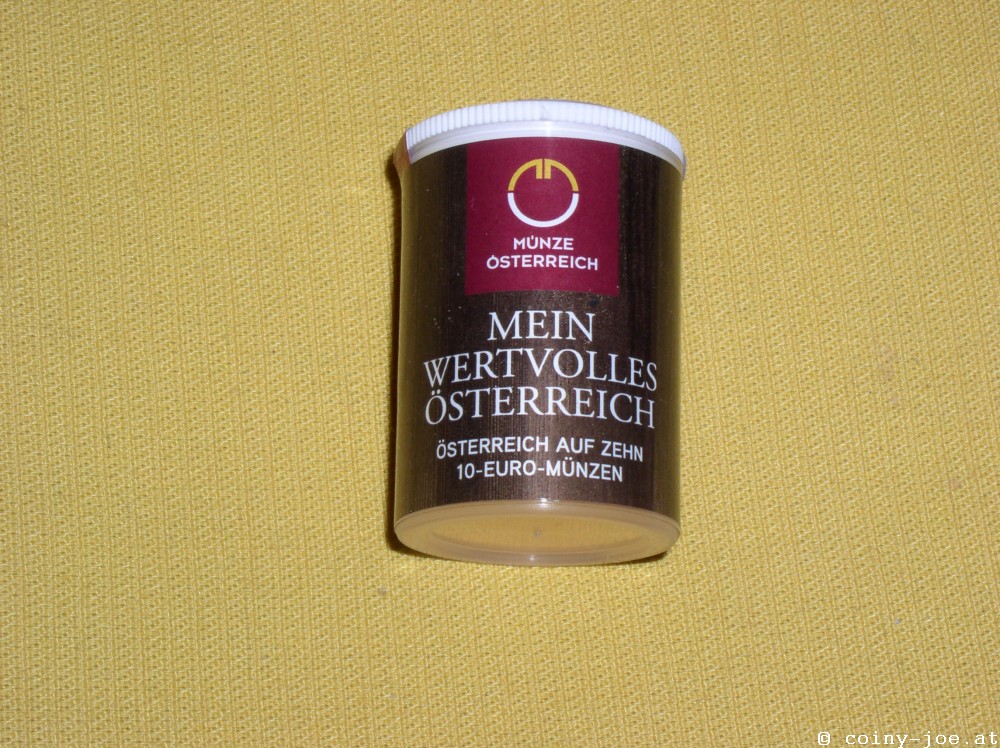 MÜNZE
ÖSTERREICH
MEIN
WERTVOLLES
ÖSTERREICH
ÖSTERREICH AUF ZEHN
10-EURO-MÜNZEN
© coiny-joe.at